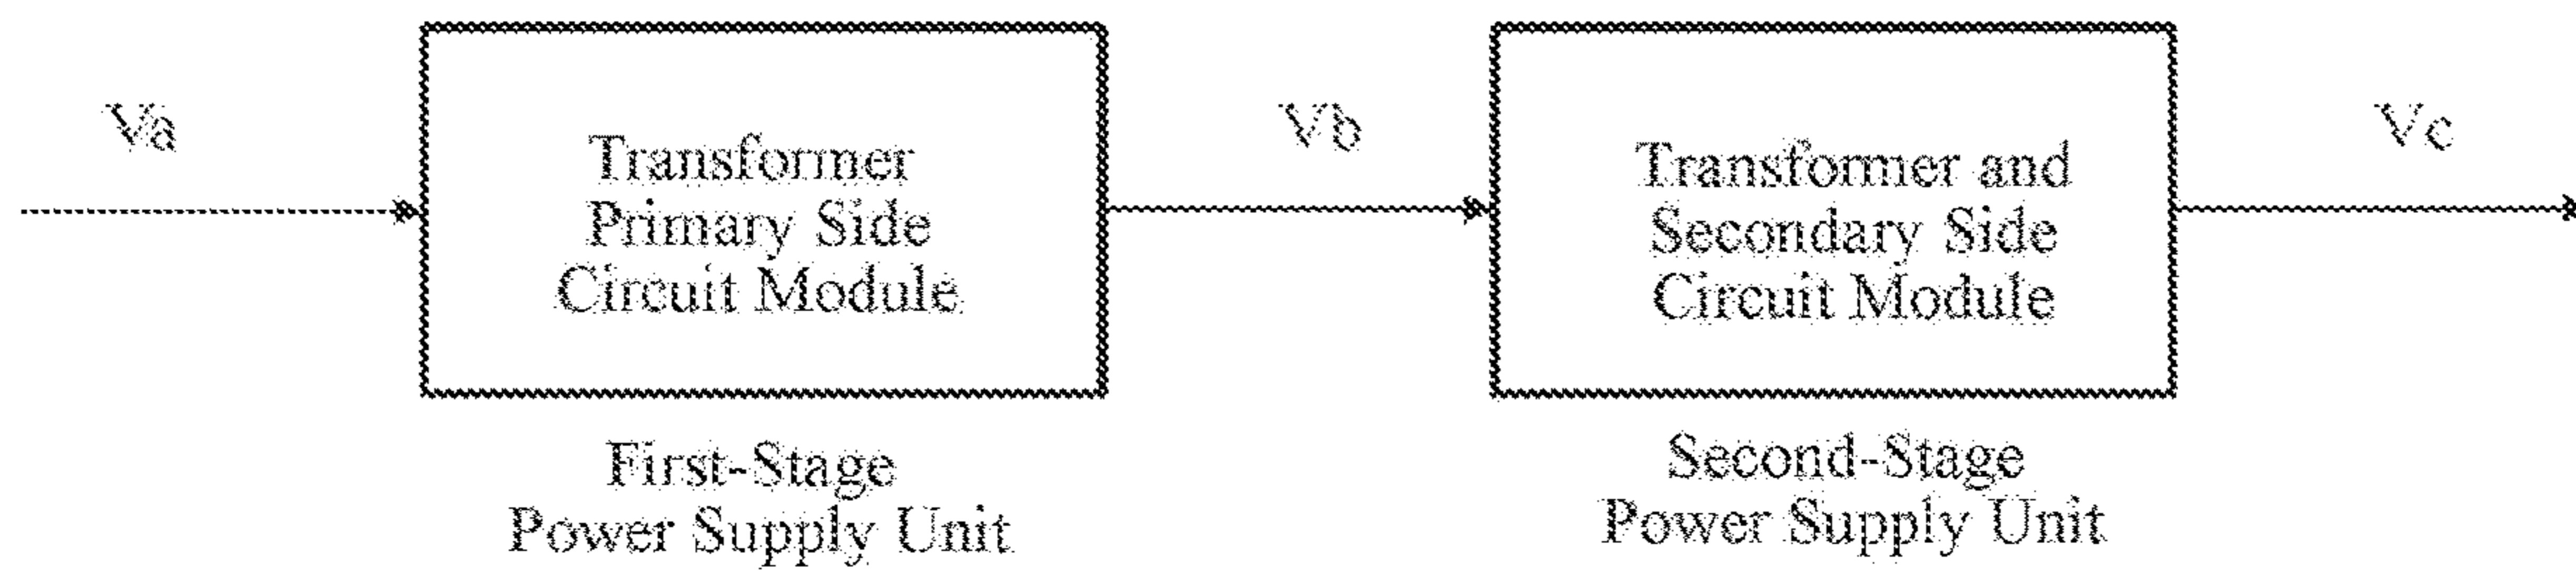 Va
Transformer
Primary Side
Circuit Module
Vb
Transformer and
Secondary Side
Circuit Module
Vc
First-Stage
Power Supply Unit
Second-Stage
Power Supply Unit